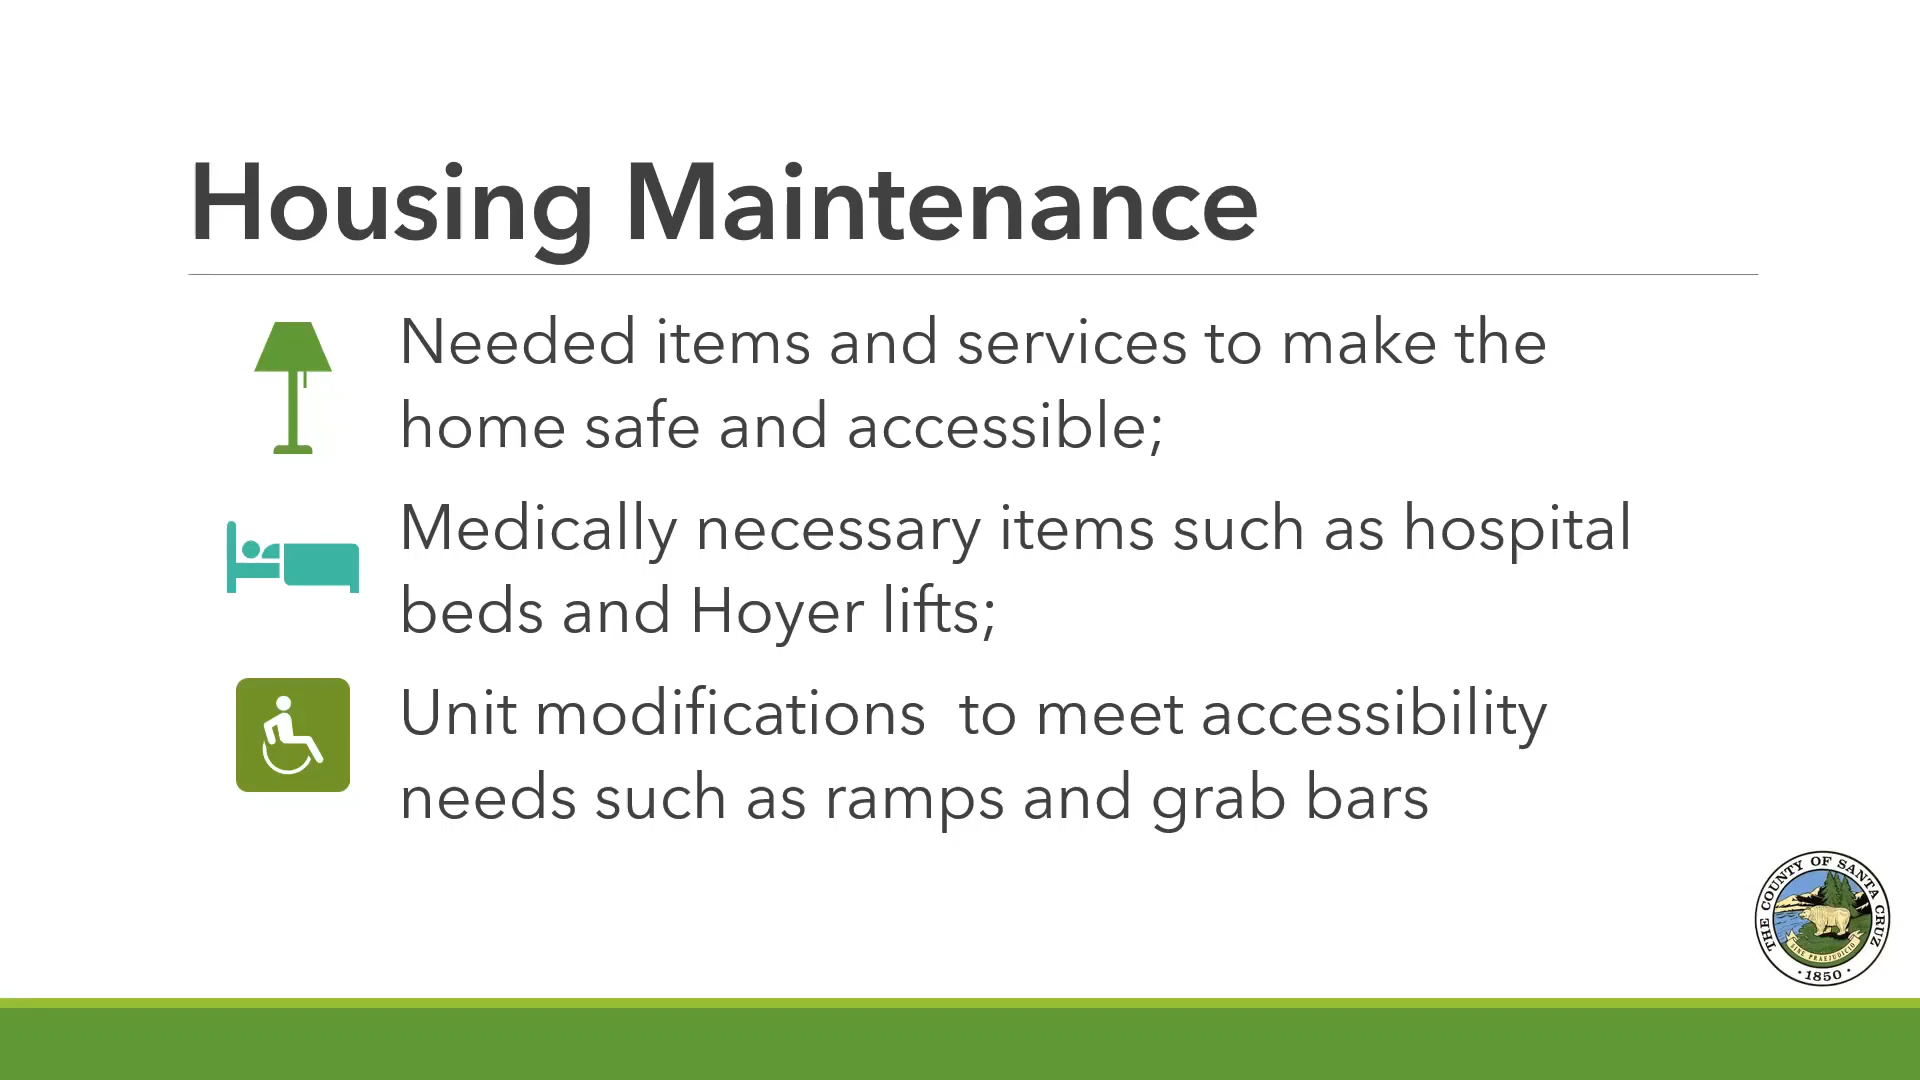 Housing Maintenance
Needed items and services to make the
home safe and accessible;
Medically necessary items such as hospital
beds and Hoyer lifts;
Unit modifications  to meet accessibility
needs such as ramps and grab bars
THE COUNTY OF SANTA CRUZ
SINE PRAEJUDICIO
· 1850 ·